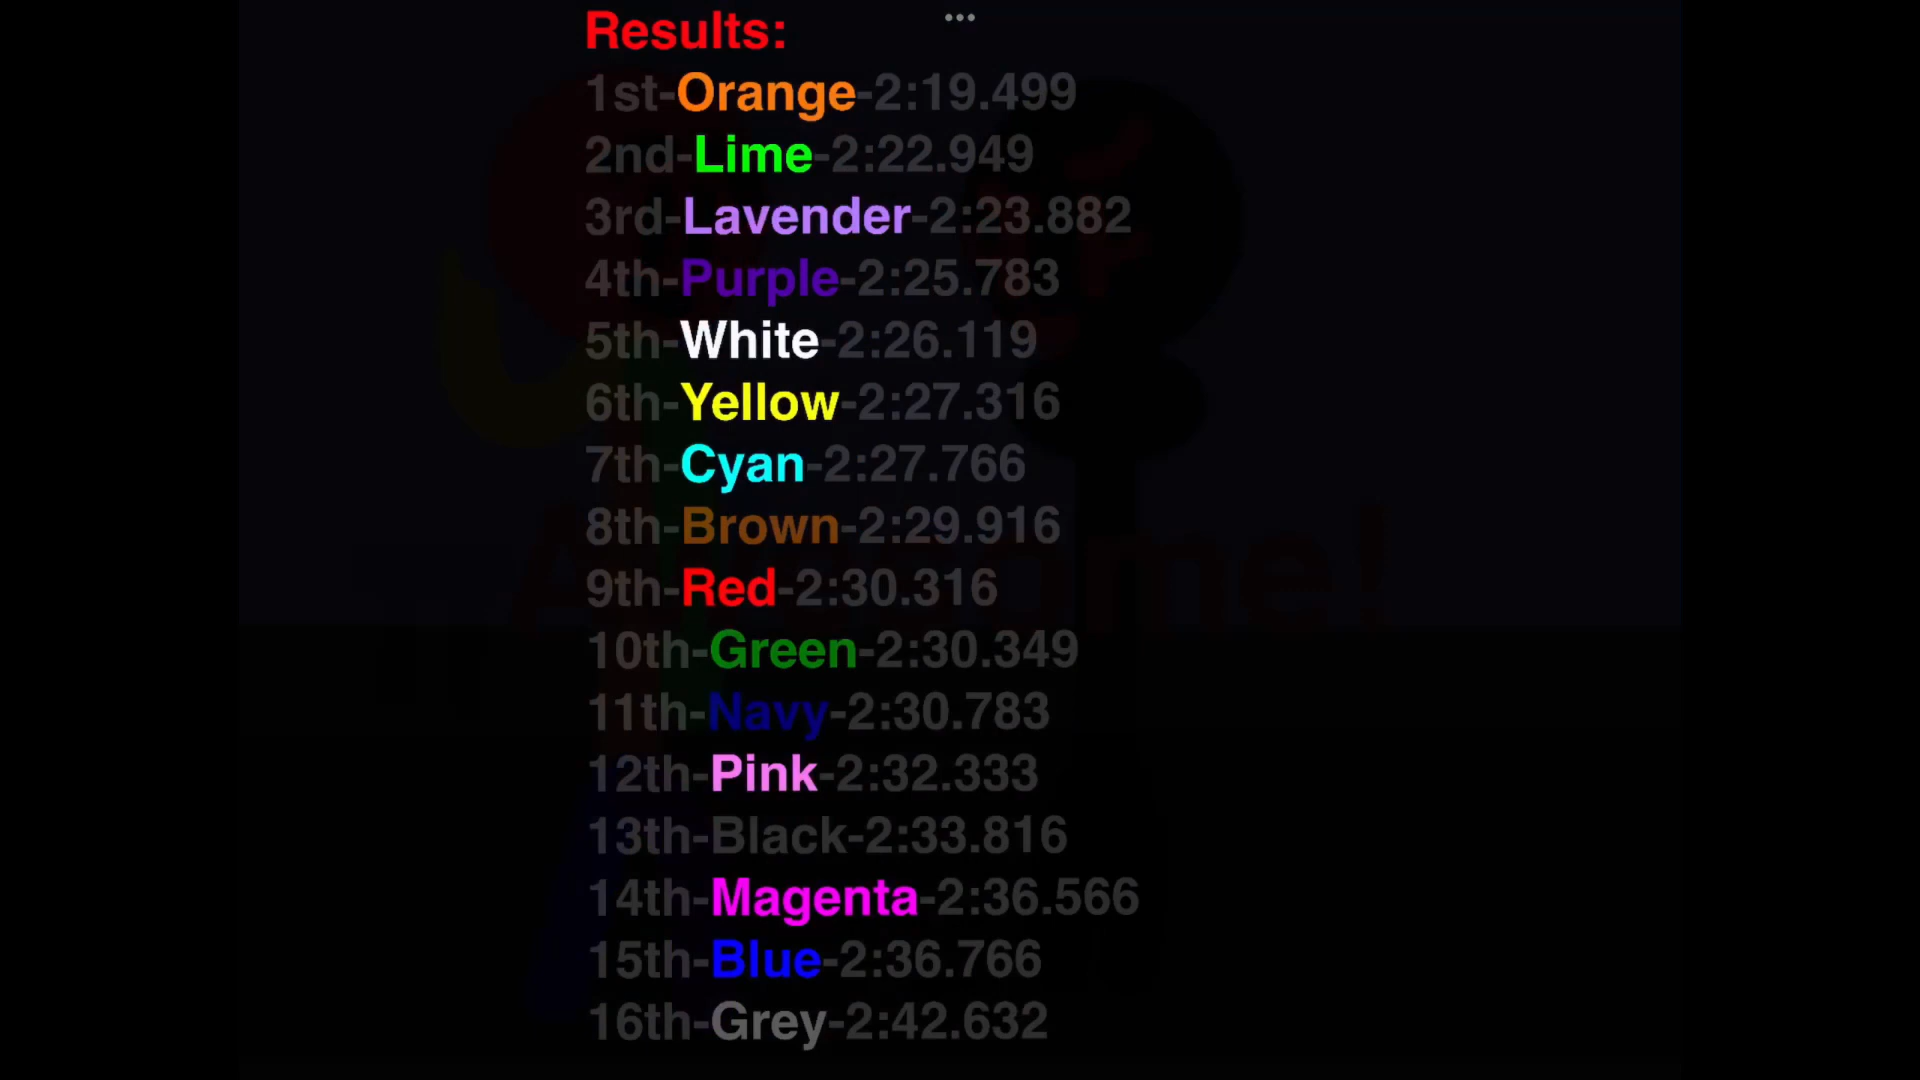 Results:
1st-Orange-2:19.499
2nd-Lime-2:22.949
3rd-Lavender-2:23.882
4th-Purple-2:25.783
5th-White-2:26.119
6th-Yellow-2:27.316
7th-Cyan-2:27.766
8th-Brown-2:29.916
9th-Red-2:30.316
10th-Green-2:30.349
11th-Navy-2:30.783
12th-Pink-2:32.333
13th-Black-2:33.816
14th-Magenta-2:36.566
15th-Blue-2:36.766
16th-Grey-2:42.632